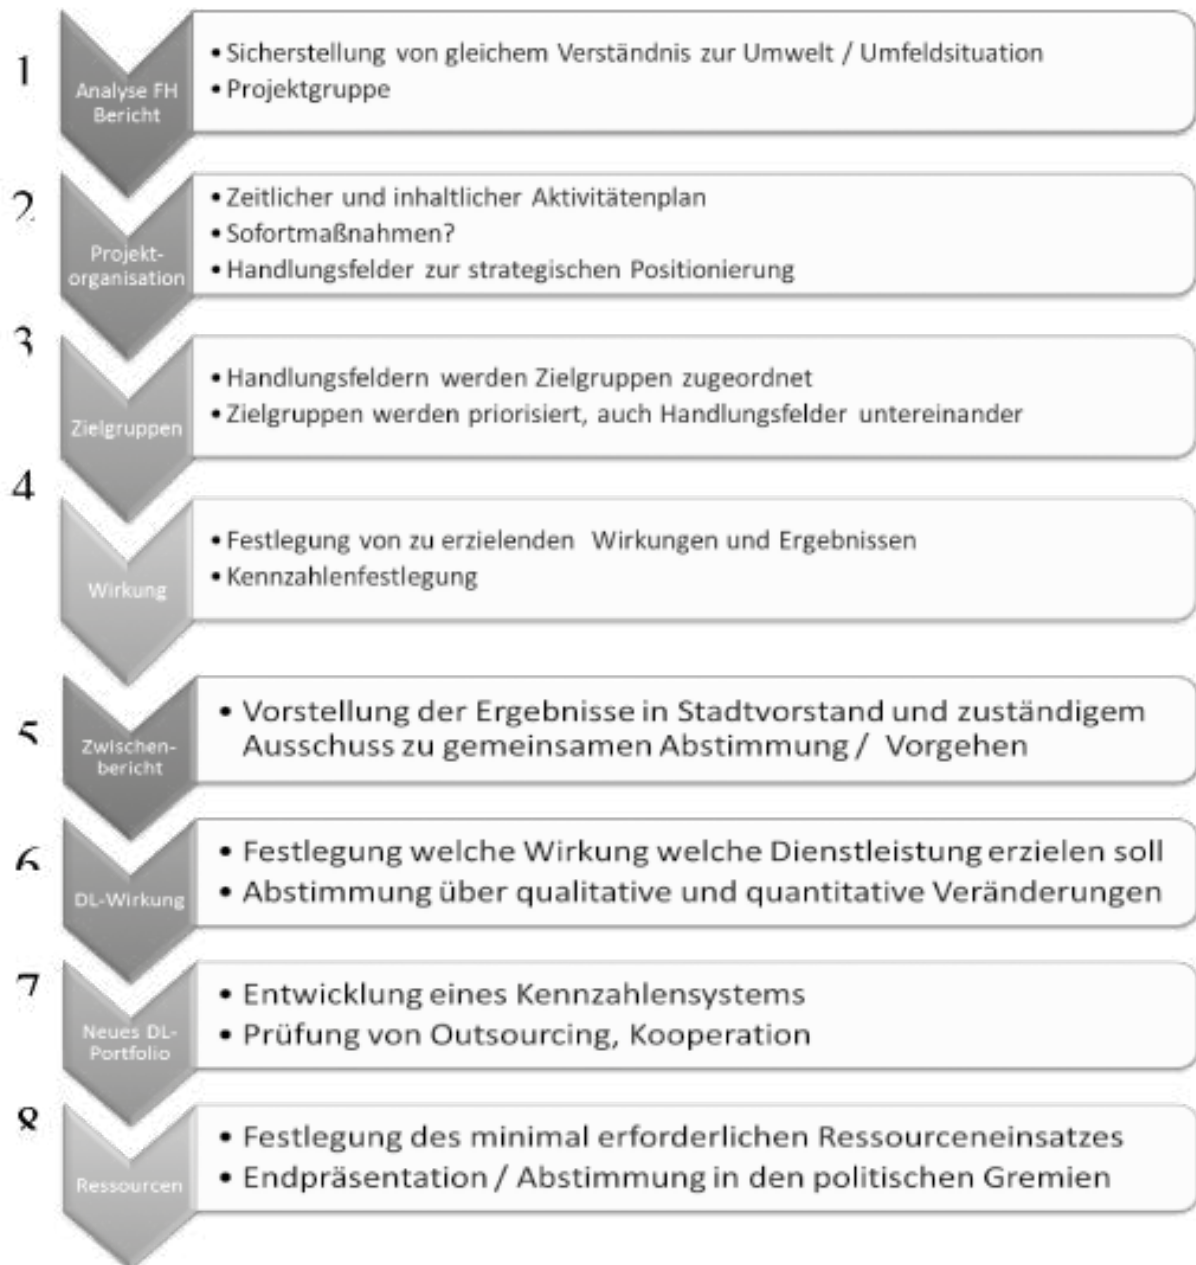 1
Analyse FH
Bericht
• Sicherstellung von gleichem Verständnis zur Umwelt / Umfeldsituation
• Projektgruppe
2
Projekt-
organisation
• Zeitlicher und inhaltlicher Aktivitätenplan
• Sofortmaßnahmen?
• Handlungsfelder zur strategischen Positionierung
3
Zielgruppen
• Handlungsfeldern werden Zielgruppen zugeordnet
• Zielgruppen werden priorisiert, auch Handlungsfelder untereinander
4
Wirkung
• Festlegung von zu erzielenden Wirkungen und Ergebnissen
• Kennzahlenfestlegung
5
Zwischen-
bericht
• Vorstellung der Ergebnisse in Stadtvorstand und zuständigem
Ausschuss zu gemeinsamen Abstimmung / Vorgehen
6
DL-Wirkung
• Festlegung welche Wirkung welche Dienstleistung erzielen soll
• Abstimmung über qualitative und quantitative Veränderungen
7
Neues DL-
Portfolio
• Entwicklung eines Kennzahlensystems
• Prüfung von Outsourcing, Kooperation
8
Ressourcen
• Festlegung des minimal erforderlichen Ressourceneinsatzes
• Endpräsentation / Abstimmung in den politischen Gremien